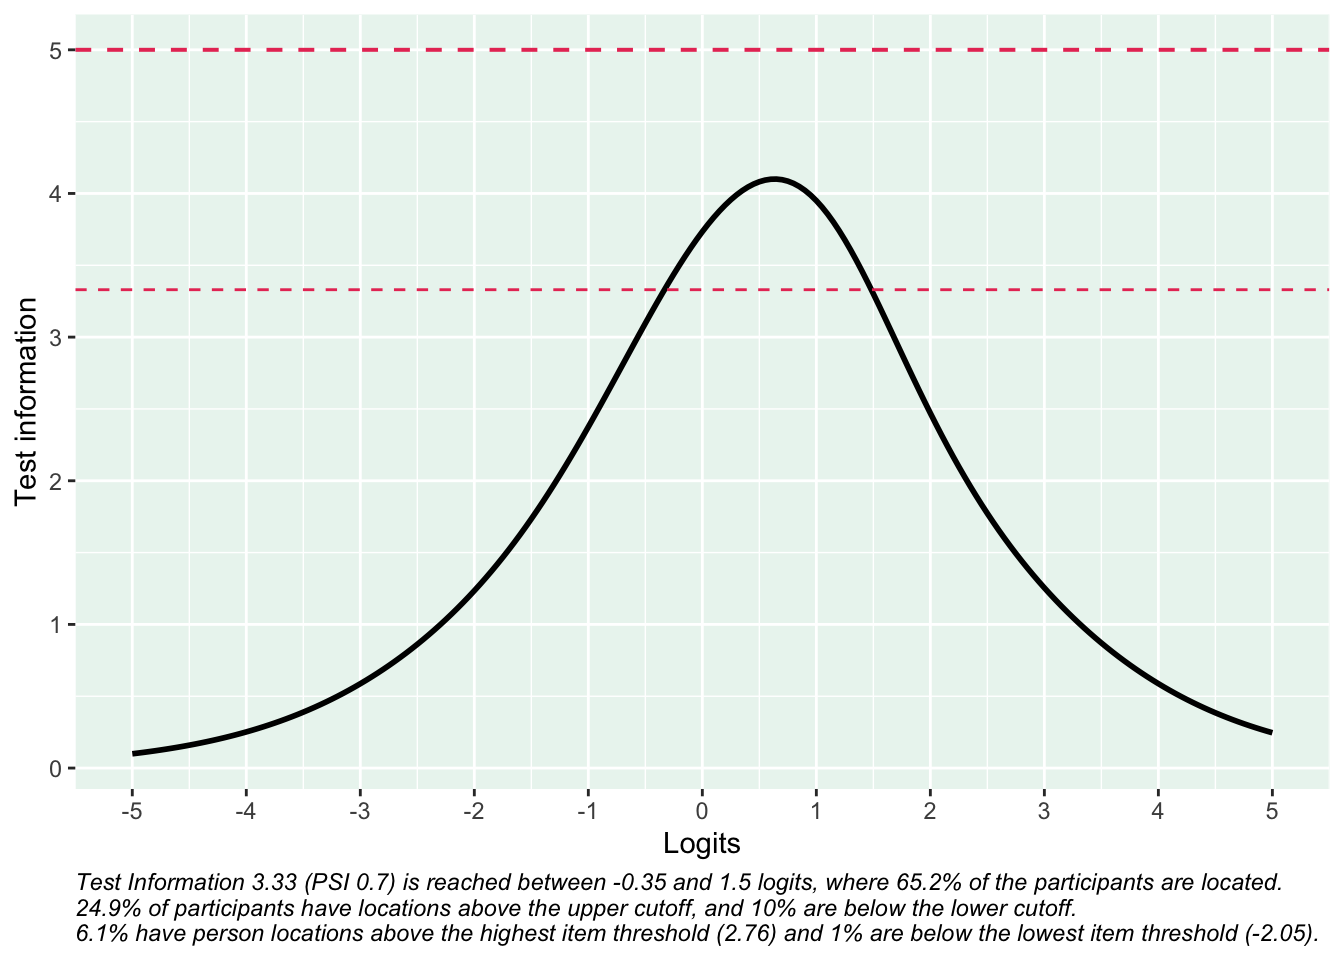 5
4
3
2
1
0
Test information
-5 -4 -3 -2 -1 0 1 2 3 4 5
Logits
Test Information 3.33 (PSI 0.7) is reached between -0.35 and 1.5 logits, where 65.2% of the participants are located.
24.9% of participants have locations above the upper cutoff, and 10% are below the lower cutoff.
6.1% have person locations above the highest item threshold (2.76) and 1% are below the lowest item threshold (-2.05).